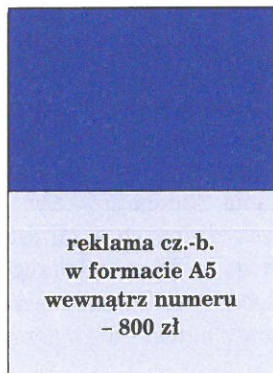 reklama cz.-b.
w formacie A5
wewnątrz numeru
– 800 zł